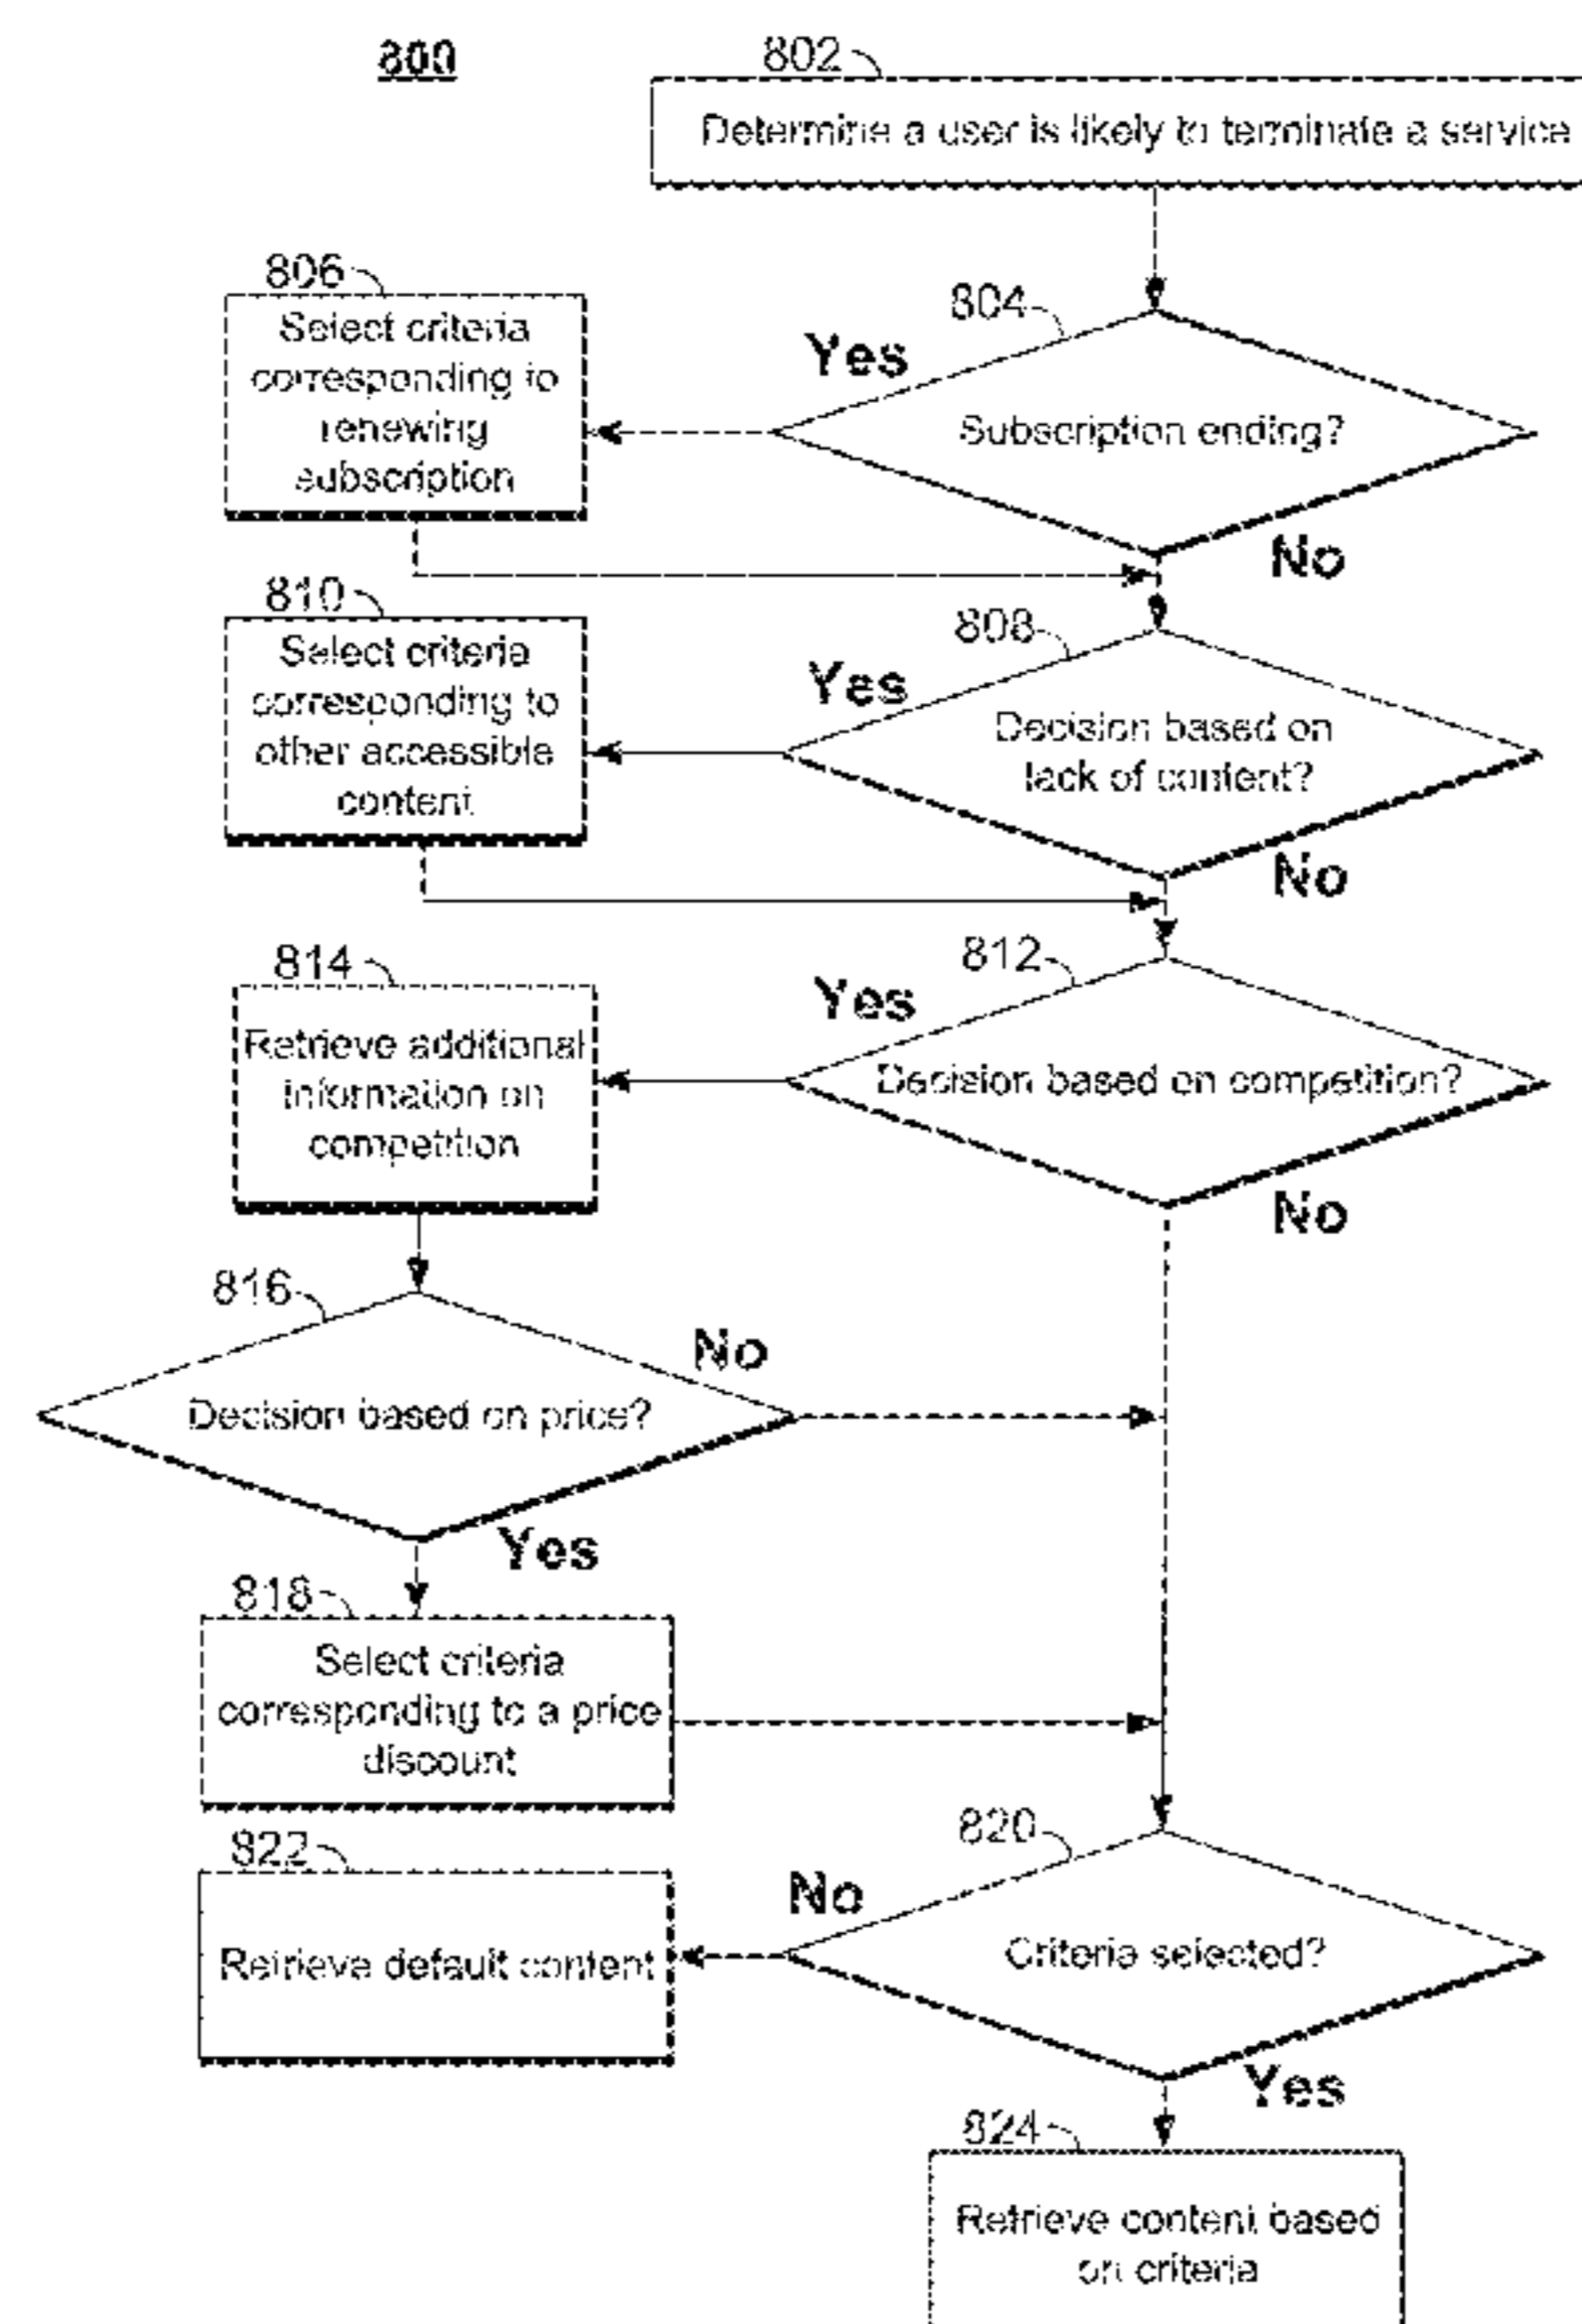 800
802
Determine a user is likely to terminate a service
806
Select criteria
corresponding to
renewing
subscription
804
Yes
Subscription ending?
No
810
Select criteria
corresponding to
other accessible
content
808
Yes
Decision based on
lack of content?
No
814
Retrieve additional
information on
competition
812
Yes
Decision based on competition?
No
816
No
Decision based on price?
Yes
818
Select criteria
corresponding to a price
discount
822
Retrieve default content
820
No
Criteria selected?
Yes
824
Retrieve content based
on criteria